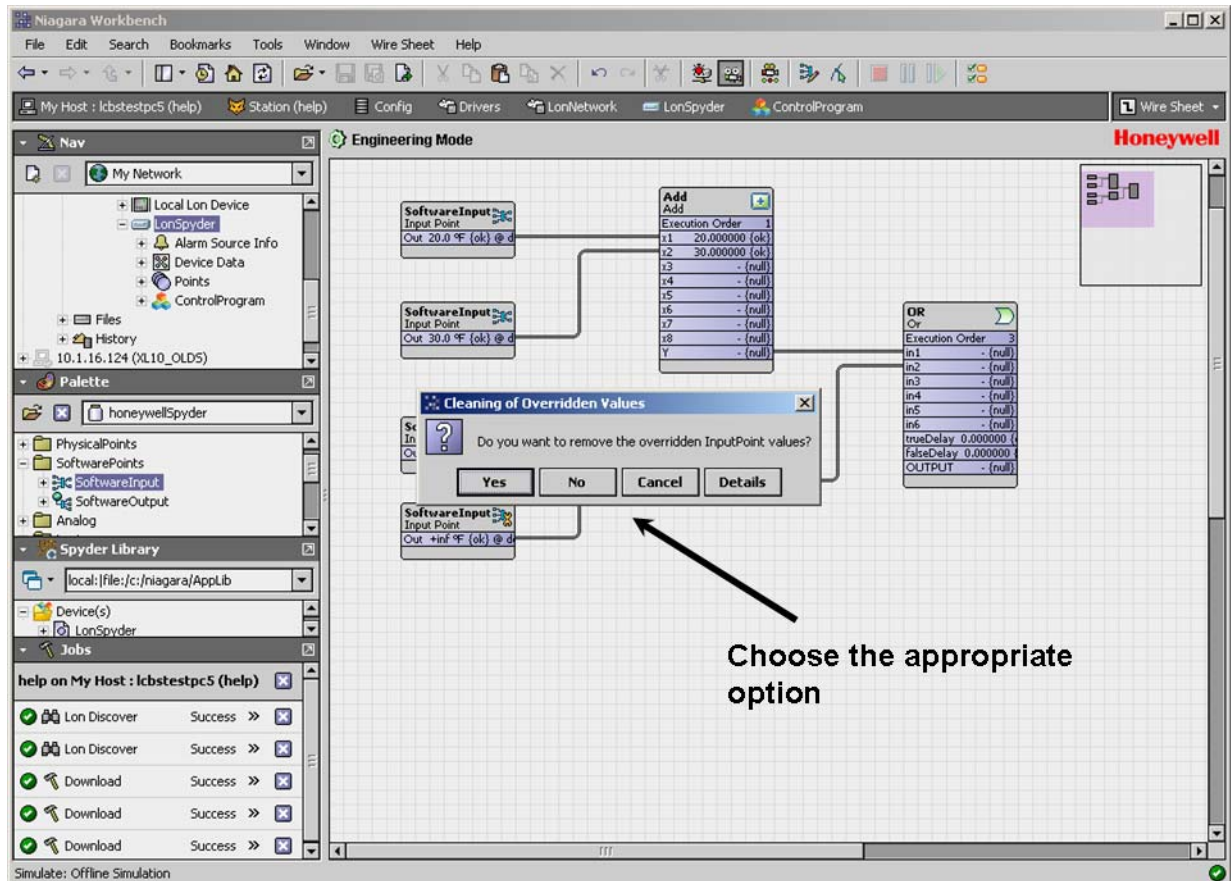 Niagara Workbench
File Edit Search Bookmarks Tools Window Wire Sheet Help
My Host : lcbstestpc5 (help) Station (help) Config Drivers LonNetwork LonSpyder ControlProgram Wire Sheet
Nav
My Network
Local Lon Device
LonSpyder
Alarm Source Info
Device Data
Points
ControlProgram
Files
History
10.1.16.124 (XL10_OLDS)
Palette
honeywellSpyder
PhysicalPoints
SoftwarePoints
SoftwareInput
SoftwareOutput
Analog
Spyder Library
local:|file:/c:/niagara/AppLib
Device(s)
LonSpyder
Jobs
help on My Host : lcbstestpc5 (help)
Lon Discover Success »
Lon Discover Success »
Download Success »
Download Success »
Download Success »
Engineering Mode
Honeywell
SoftwareInput
Input Point
Out 20.0 °F {ok} @ d
SoftwareInput
Input Point
Out 30.0 °F {ok} @ d
Add
Add
Execution Order 1
x1 20.000000 {ok}
x2 30.000000 {ok}
x3 - {null}
x4 - {null}
x5 - {null}
x6 - {null}
x7 - {null}
x8 - {null}
Y - {null}
OR
Or
Execution Order 3
in1 - {null}
in2 - {null}
in3 - {null}
in4 - {null}
in5 - {null}
in6 - {null}
trueDelay 0.000000 {
falseDelay 0.000000 {
OUTPUT - {null}
Cleaning of Overridden Values
Do you want to remove the overridden InputPoint values?
Yes No Cancel Details
SoftwareInput
Input Point
Out +inf °F {ok} @ d
Choose the appropriate
option
Simulate: Offline Simulation